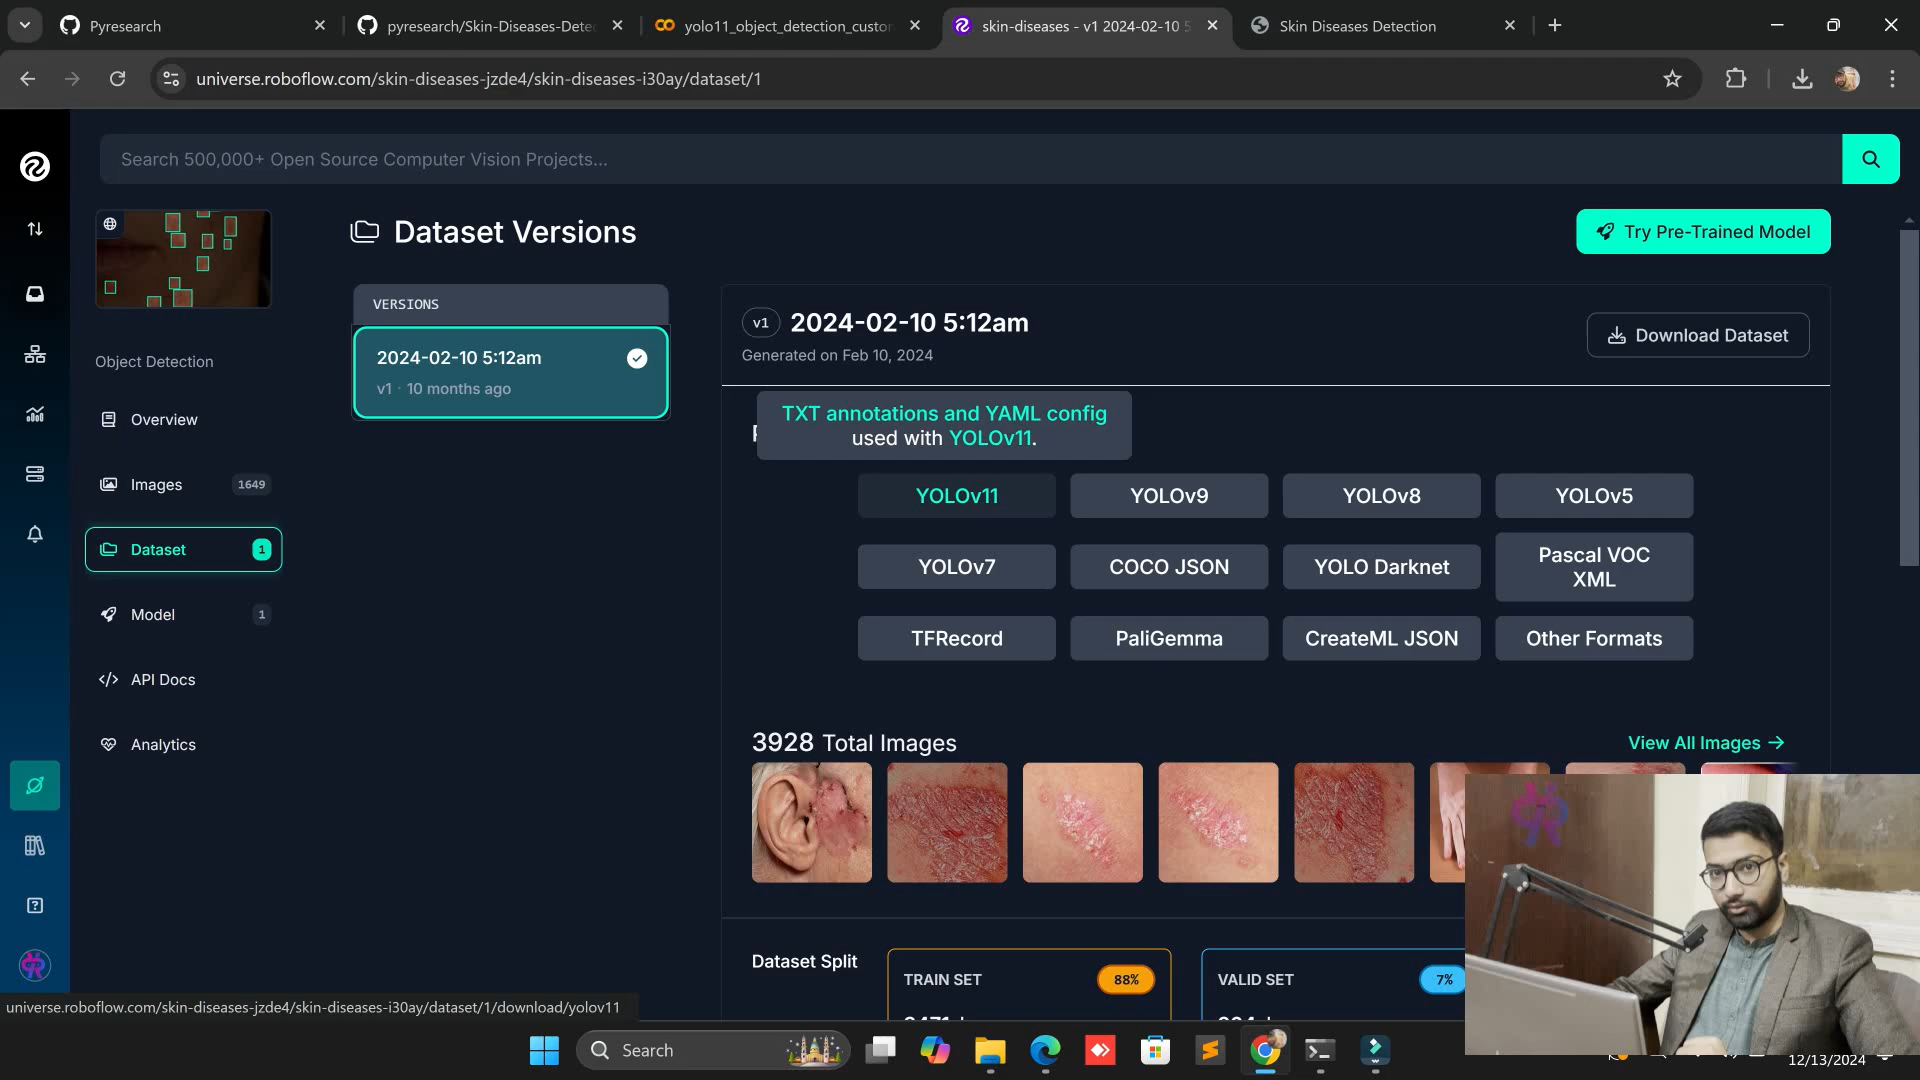 Pyresearch
pyresearch/Skin-Diseases-Dete
yolo11_object_detection_custon
skin-diseases - v1 2024-02-10 5
Skin Diseases Detection
universe.roboflow.com/skin-diseases-jzde4/skin-diseases-i30ay/dataset/1
Search 500,000+ Open Source Computer Vision Projects...
Dataset Versions
Try Pre-Trained Model
VERSIONS
2024-02-10 5:12am
v1 · 10 months ago
v1 2024-02-10 5:12am
Generated on Feb 10, 2024
Download Dataset
Object Detection
Overview
Images 1649
Dataset 1
Model 1
</> API Docs
Analytics
TXT annotations and YAML config
used with YOLOv11.
YOLOv11 YOLOv9 YOLOv8 YOLOv5
YOLOv7 COCO JSON YOLO Darknet Pascal VOC
XML
TFRecord PaliGemma CreateML JSON Other Formats
3928 Total Images
View All Images →
Dataset Split
TRAIN SET 88%
VALID SET 7%
universe.roboflow.com/skin-diseases-jzde4/skin-diseases-i30ay/dataset/1/download/yolov11
Search
12/13/2024